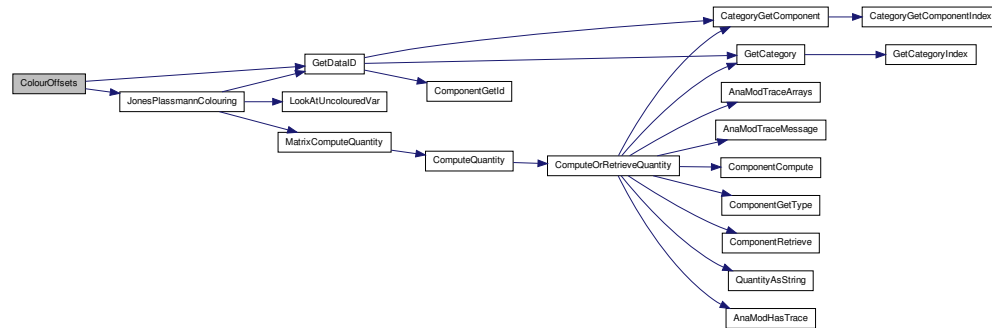 ColourOffsets
GetDataID
JonesPlassmannColouring
LookAtUncolouredVar
MatrixComputeQuantity
ComponentGetId
ComputeQuantity
ComputeOrRetrieveQuantity
CategoryGetComponent
GetCategory
AnaModTraceArrays
AnaModTraceMessage
ComponentCompute
ComponentGetType
ComponentRetrieve
QuantityAsString
AnaModHasTrace
CategoryGetComponentIndex
GetCategoryIndex